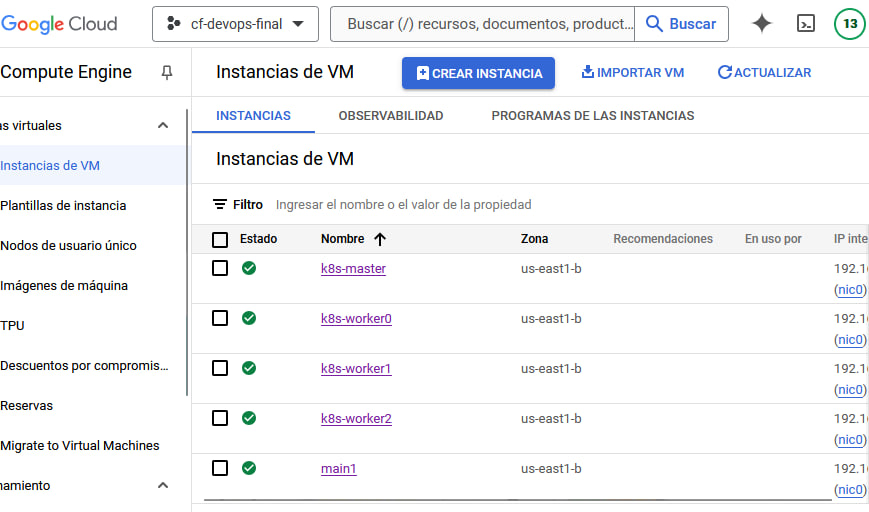 Google Cloud
cf-devops-final
Buscar (/) recursos, documentos, product...
Buscar
13
Compute Engine
Instancias de VM
CREAR INSTANCIA
IMPORTAR VM
ACTUALIZAR
as virtuales
Instancias de VM
Plantillas de instancia
Nodos de usuario único
Imágenes de máquina
TPU
Descuentos por compromis...
Reservas
Migrate to Virtual Machines
namiento
INSTANCIAS
OBSERVABILIDAD
PROGRAMAS DE LAS INSTANCIAS
Instancias de VM
Filtro Ingresar el nombre o el valor de la propiedad
Estado Nombre Zona Recomendaciones En uso por IP inte
k8s-master us-east1-b 192.1
(nic0)
k8s-worker0 us-east1-b 192.1
(nic0)
k8s-worker1 us-east1-b 192.1
(nic0)
k8s-worker2 us-east1-b 192.1
(nic0)
main1 us-east1-b 192.1
(nic0)